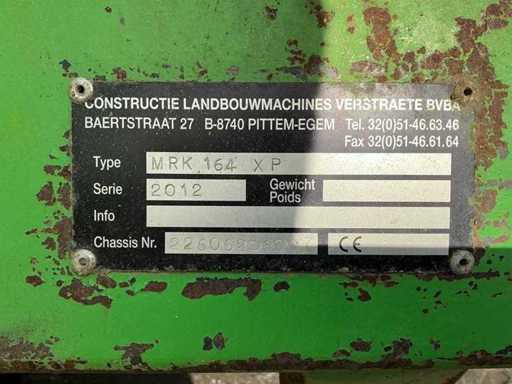 CONSTRUCTIE LANDBOUWMACHINES VERSTRAETE BVBA
BAERTSTRAAT 27 B-8740 PITTEM-EGEM Tel. 32(0)51-46.63.46
Fax 32(0)51-46.61.64
Type MRK 164 XP
Serie 2012 Gewicht
Poids
Info
Chassis Nr. CE